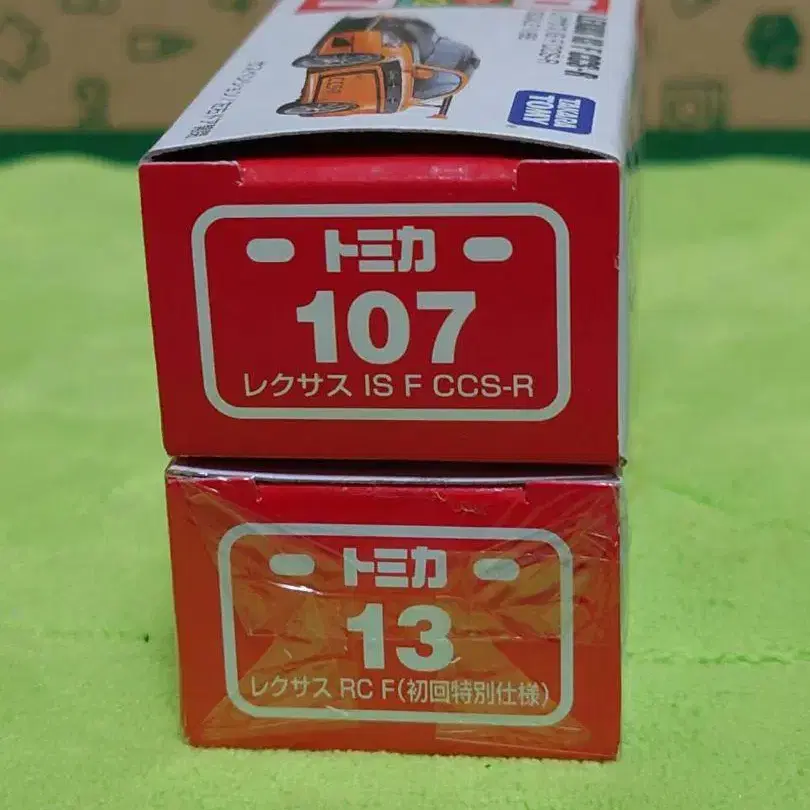 TAKARA
TOMY
トミカ
107
レクサス IS F CCS-R
トミカ
13
レクサス RC F(初回特別仕様)